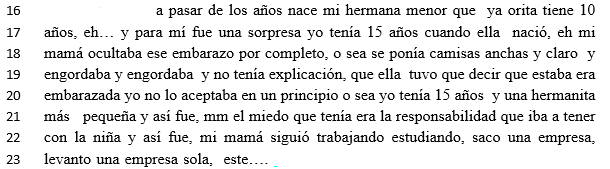 16 a pasar de los años nace mi hermana menor que ya orita tiene 10
17 años, eh… y para mí fue una sorpresa yo tenía 15 años cuando ella nació, eh mi
18 mamá ocultaba ese embarazo por completo, o sea se ponía camisas anchas y claro y
19 engordaba y engordaba y no tenía explicación, que ella tuvo que decir que estaba era
20 embarazada yo no lo aceptaba en un principio o sea yo tenía 15 años y una hermanita
21 más pequeña y así fue, mm el miedo que tenía era la responsabilidad que iba a tener
22 con la niña y así fue, mi mamá siguió trabajando estudiando, saco una empresa,
23 levanto una empresa sola, este….